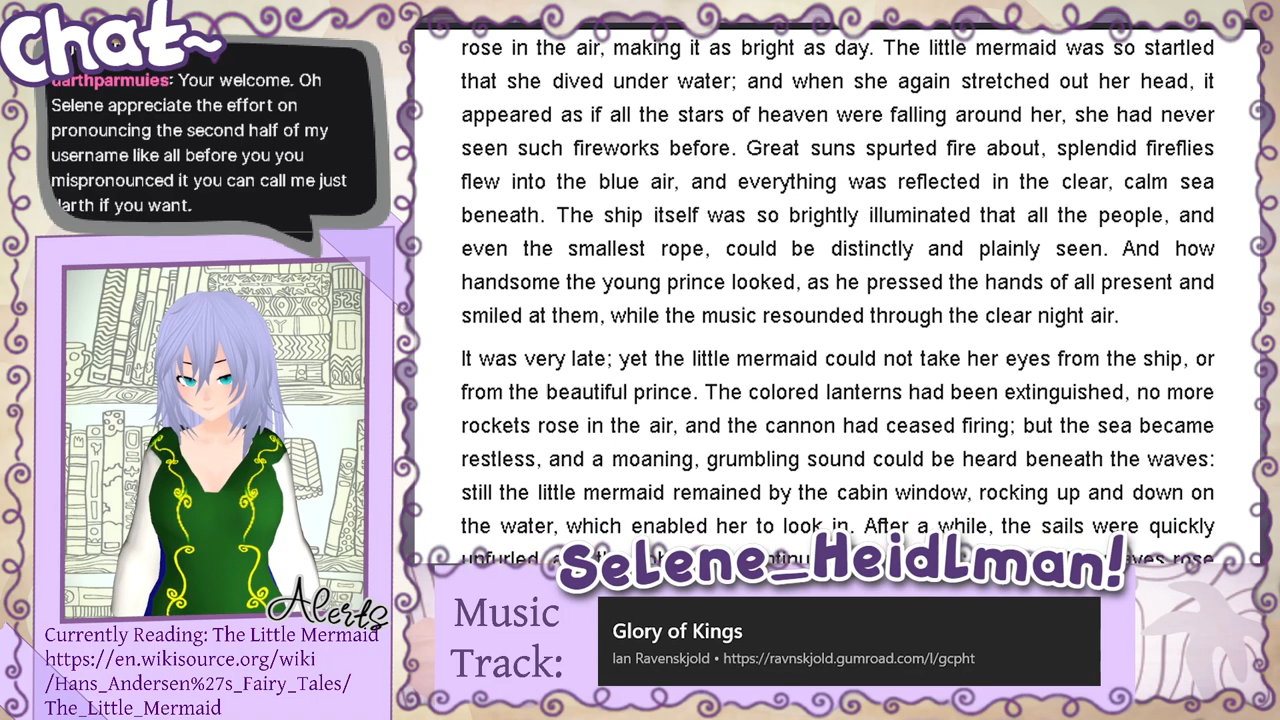 Chat~
darthparmuies: Your welcome. Oh
Selene appreciate the effort on
pronouncing the second half of my
username like all before you you
mispronounced it you can call me just
darth if you want.
rose in the air, making it as bright as day. The little mermaid was so startled
that she dived under water; and when she again stretched out her head, it
appeared as if all the stars of heaven were falling around her, she had never
seen such fireworks before. Great suns spurted fire about, splendid fireflies
flew into the blue air, and everything was reflected in the clear, calm sea
beneath. The ship itself was so brightly illuminated that all the people, and
even the smallest rope, could be distinctly and plainly seen. And how
handsome the young prince looked, as he pressed the hands of all present and
smiled at them, while the music resounded through the clear night air.
It was very late; yet the little mermaid could not take her eyes from the ship, or
from the beautiful prince. The colored lanterns had been extinguished, no more
rockets rose in the air, and the cannon had ceased firing; but the sea became
restless, and a moaning, grumbling sound could be heard beneath the waves:
still the little mermaid remained by the cabin window, rocking up and down on
the water, which enabled her to look in. After a while, the sails were quickly
unfurled,
rose
Selene_Heidlman!
Alerts
Currently Reading: The Little Mermaid
https://en.wikisource.org/wiki
/Hans_Andersen%27s_Fairy_Tales/
The_Little_Mermaid
Music
Track:
Glory of Kings
Ian Ravenskjold • https://ravnskjold.gumroad.com/l/gcpht